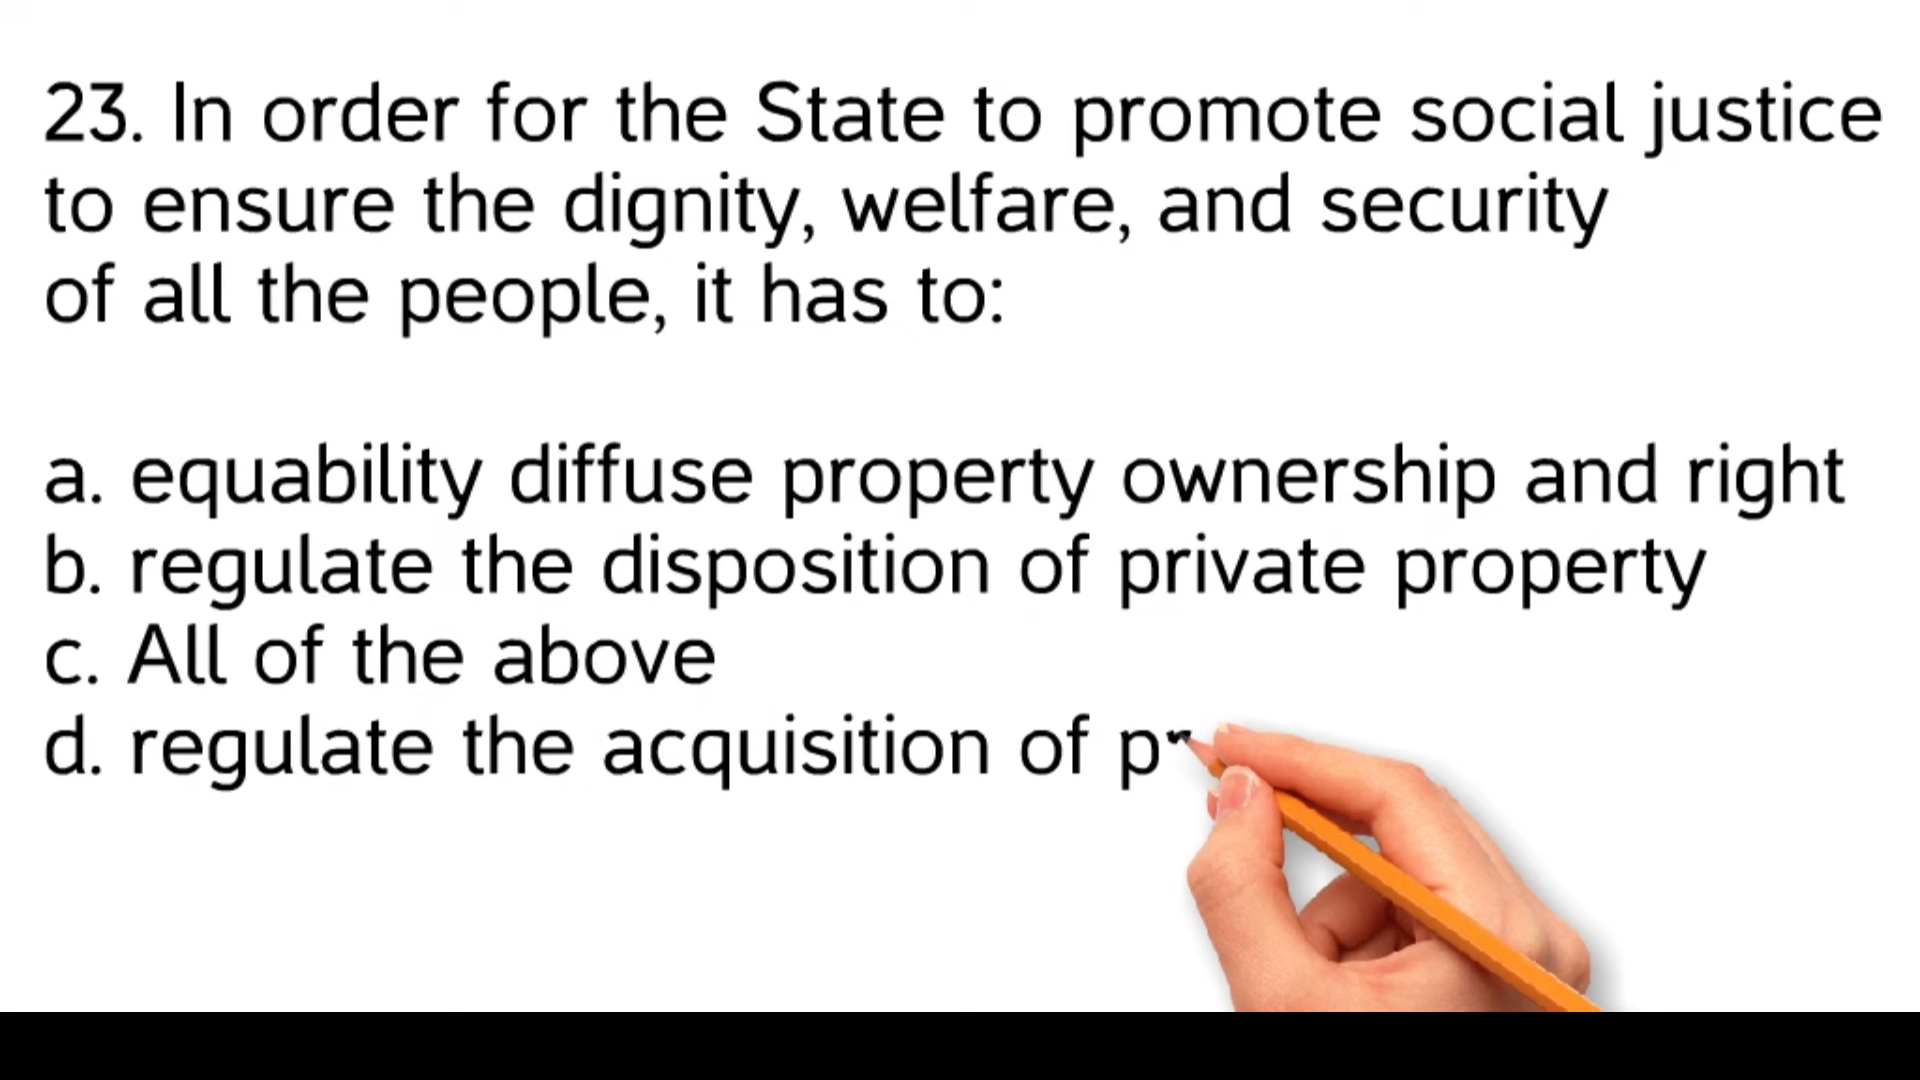 23. In order for the State to promote social justice
to ensure the dignity, welfare, and security
of all the people, it has to:
a. equability diffuse property ownership and right
b. regulate the disposition of private property
c. All of the above
d. regulate the acquisition of